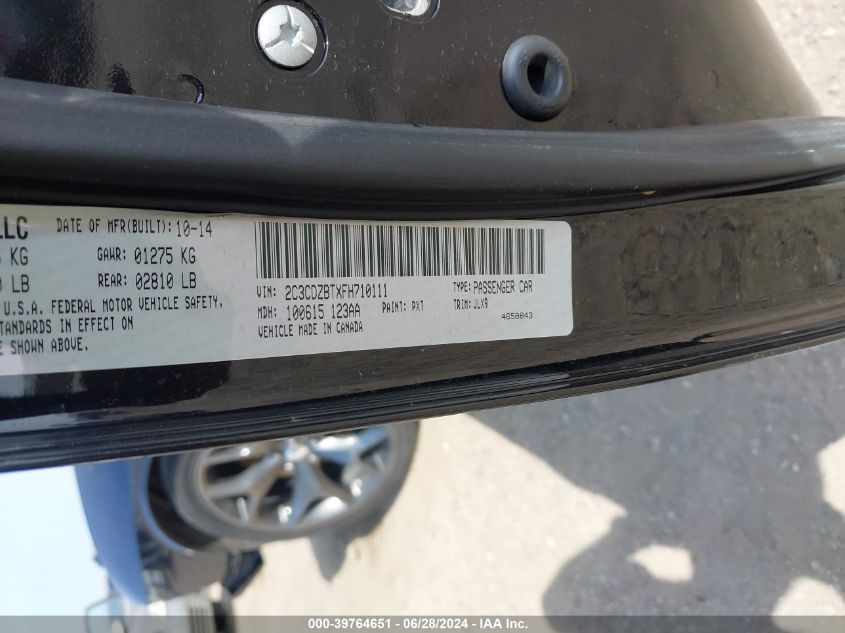 LLC DATE OF MFR(BUILT): 10-14
KG GAWR: 01275 KG
LB REAR: 02810 LB
U.S.A. FEDERAL MOTOR VEHICLE SAFETY,
STANDARDS IN EFFECT ON
SHOWN ABOVE.
VIN: 2C3CDZBTXFH710111 TYPE: PASSENGER CAR
MDH: 100615 123AA PAINT: PXT TRIM: JLX9
VEHICLE MADE IN CANADA 4658843
000-39764651 / 06/28/2024 - IAA Inc.